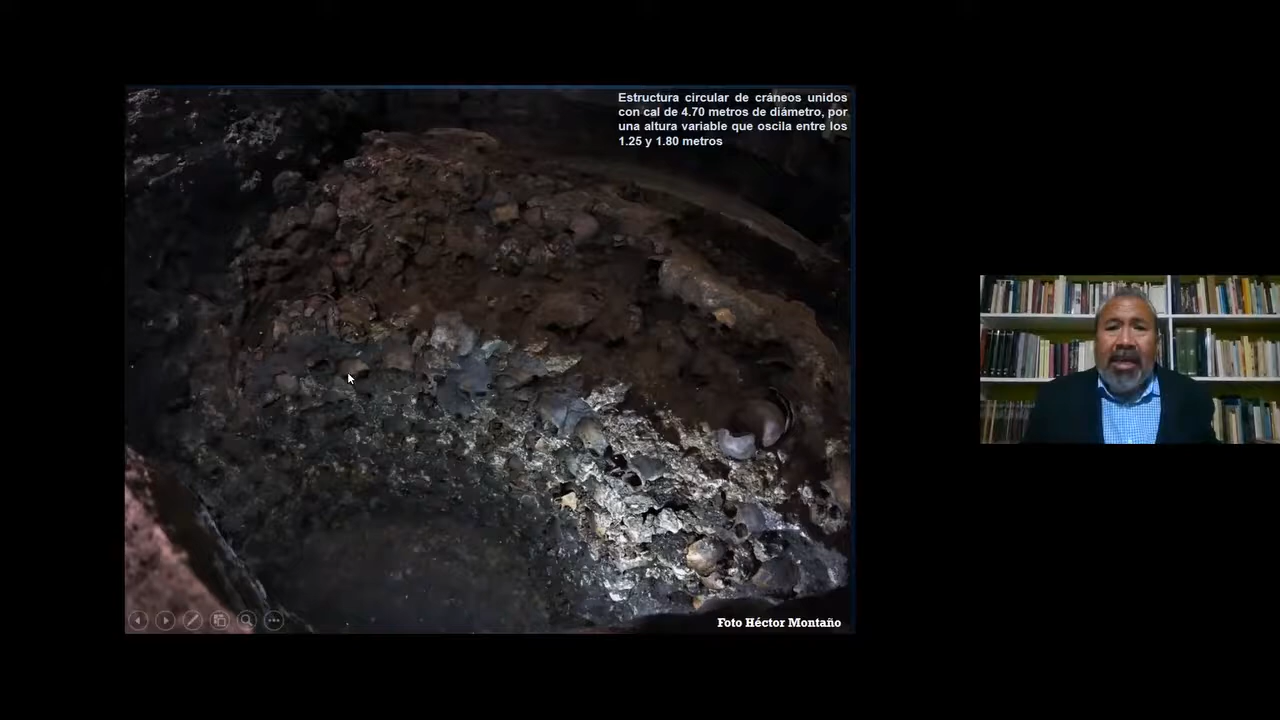 Estructura circular de cráneos unidos
con cal de 4.70 metros de diámetro, por
una altura variable que oscila entre los
1.25 y 1.80 metros
Foto Héctor Montaño